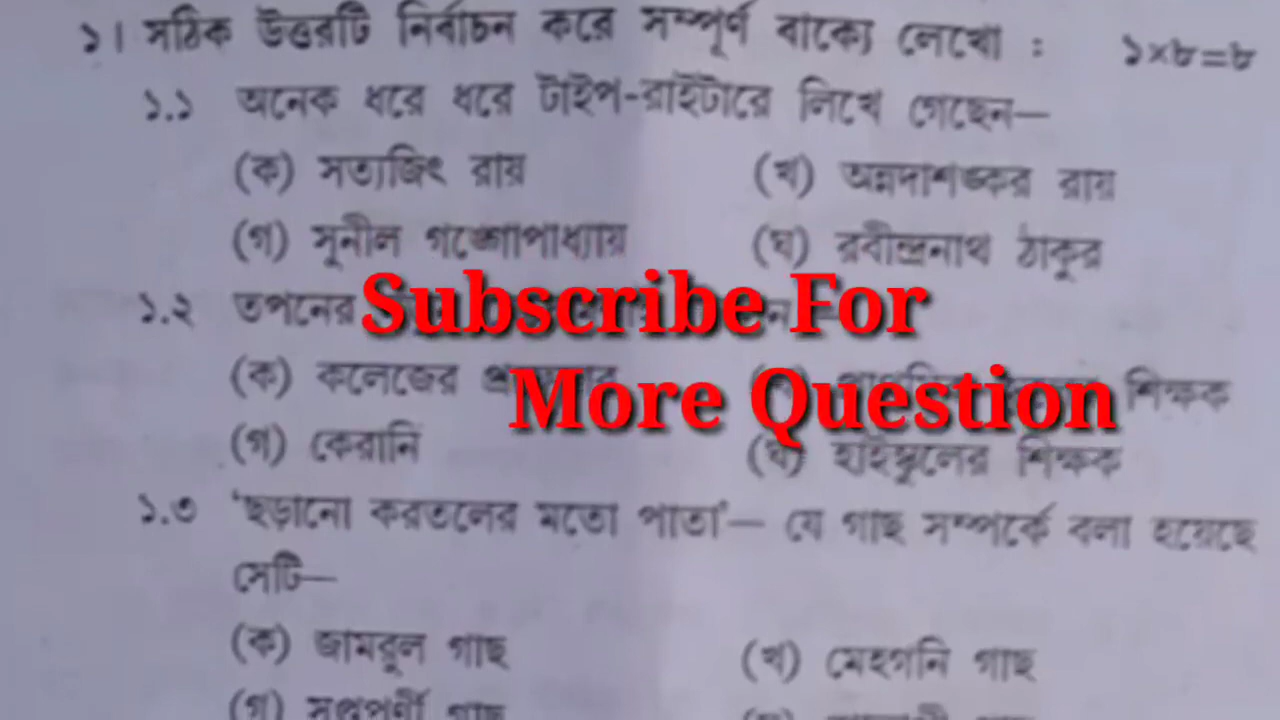 ১। সঠিক উত্তরটি নির্বাচন করে সম্পূর্ণ বাক্যে লেখো : ১×৮=৮
১.১ অনেক ধরে ধরে টাইপ-রাইটারে লিখে গেছেন—
(ক) সত্যজিৎ রায় (খ) অন্নদাশঙ্কর রায়
(গ) সুনীল গঙ্গোপাধ্যায় (ঘ) রবীন্দ্রনাথ ঠাকুর
১.২ তপনের
Subscribe For
(ক) কলেজের শিক্ষক
More Question
(গ) কেরানি (ঘ) হাইস্কুলের শিক্ষক
১.৩ 'ছড়ানো করতলের মতো পাতা'— যে গাছ সম্পর্কে বলা হয়েছে
সেটি—
(ক) জামরুল গাছ (খ) মেহগনি গাছ
(গ) সপ্তপর্ণী গাছ